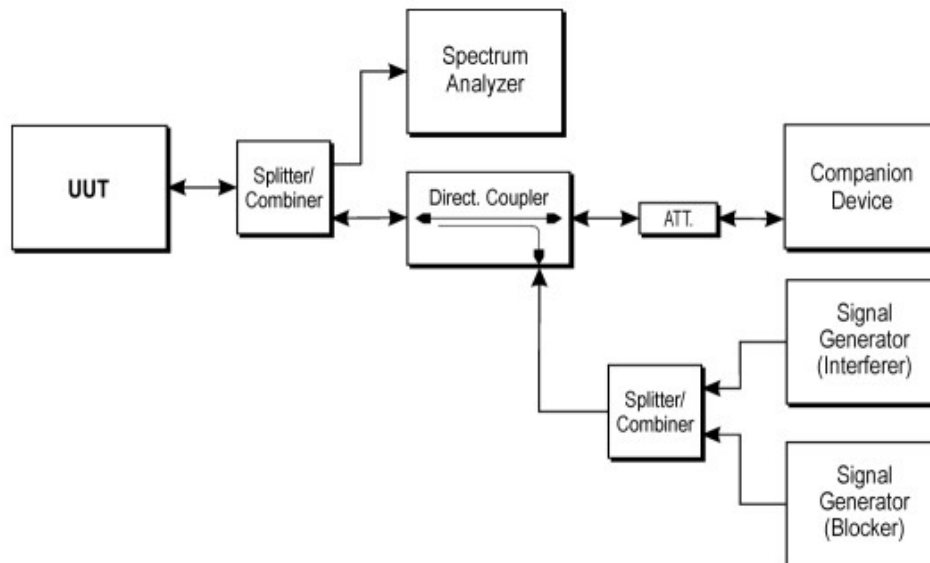 Spectrum
Analyzer
UUT
Splitter/
Combiner
Direct. Coupler
ATT.
Companion
Device
Signal
Generator
(Interferer)
Splitter/
Combiner
Signal
Generator
(Blocker)